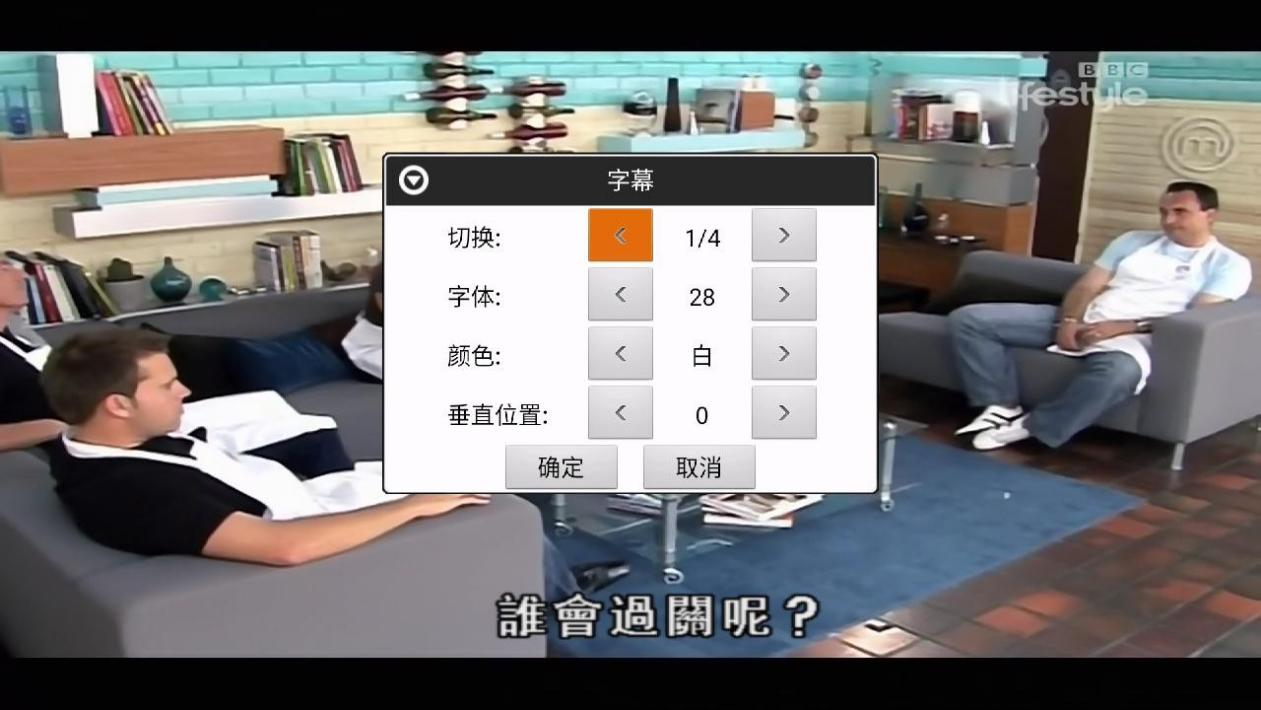 BBC
lifestyle
字幕
切换: < 1/4 >
字体: < 28 >
颜色: < 白 >
垂直位置: < 0 >
确定 取消
誰會過關呢？